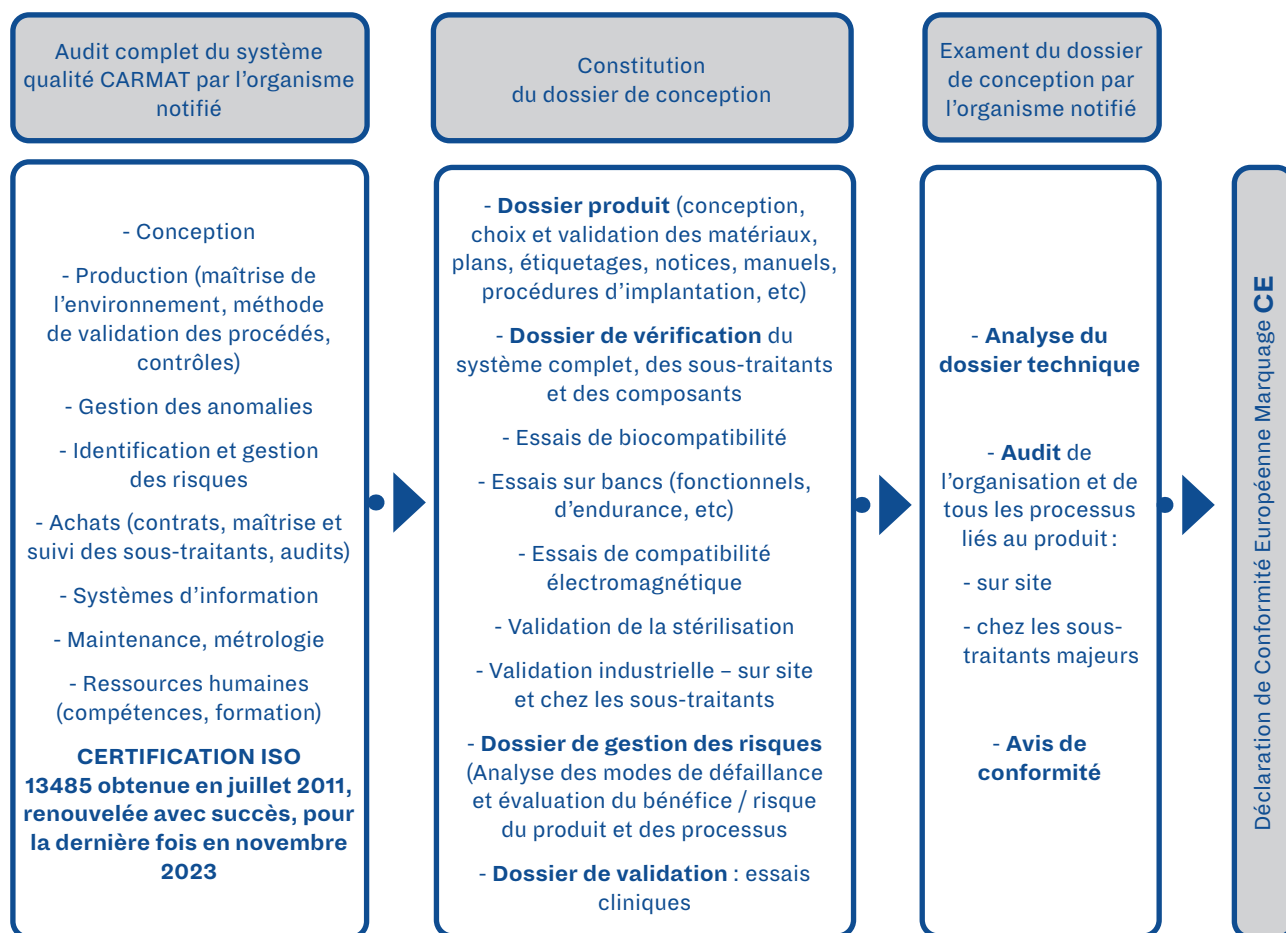 Audit complet du système
qualité CARMAT par l'organisme
notifié
- Conception
- Production (maîtrise de
l'environnement, méthode
de validation des procédés,
contrôles)
- Gestion des anomalies
- Identification et gestion
des risques
- Achats (contrats, maîtrise et
suivi des sous-traitants, audits)
- Systèmes d'information
- Maintenance, métrologie
- Ressources humaines
(compétences, formation)
CERTIFICATION ISO
13485 obtenue en juillet 2011,
renouvelée avec succès, pour
la dernière fois en novembre
2023
Constitution
du dossier de conception
- Dossier produit (conception,
choix et validation des matériaux,
plans, étiquetages, notices, manuels,
procédures d'implantation, etc)
- Dossier de vérification du
système complet, des sous-traitants
et des composants
- Essais de biocompatibilité
- Essais sur bancs (fonctionnels,
d'endurance, etc)
- Essais de compatibilité
électromagnétique
- Validation de la stérilisation
- Validation industrielle – sur site
et chez les sous-traitants
- Dossier de gestion des risques
(Analyse des modes de défaillance
et évaluation du bénéfice / risque
du produit et des processus
- Dossier de validation : essais
cliniques
Exament du dossier
de conception par
l'organisme notifié
- Analyse du
dossier technique
- Audit de
l'organisation et de
tous les processus
liés au produit :
- sur site
- chez les sous-
traitants majeurs
- Avis de
conformité
Déclaration de Conformité Européenne Marquage CE